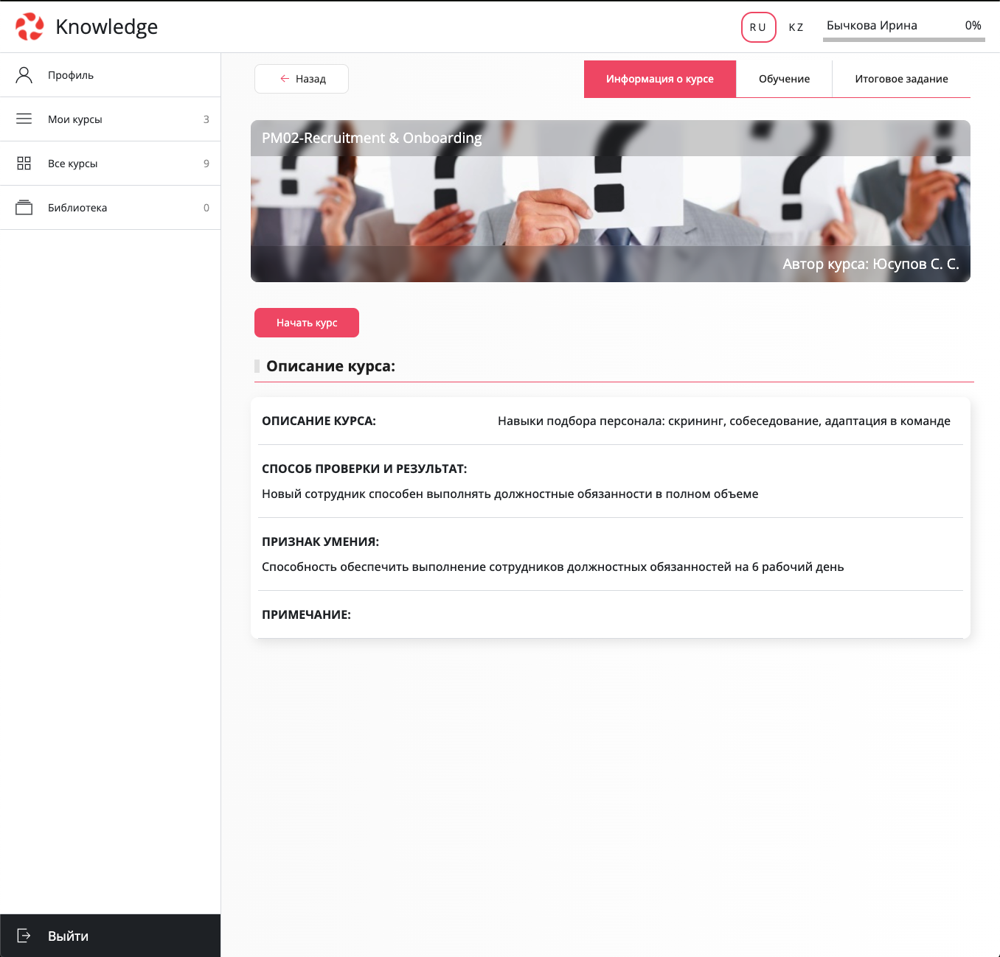 Knowledge
RU
KZ
Бычкова Ирина
0%
Профиль
Мои курсы
3
Все курсы
9
Библиотека
0
Назад
Информация о курсе
Обучение
Итоговое задание
PM02-Recruitment & Onboarding
? ? ? ? ?
Автор курса: Юсупов С. С.
Начать курс
Описание курса:
ОПИСАНИЕ КУРСА:
Навыки подбора персонала: скрининг, собеседование, адаптация в команде
СПОСОБ ПРОВЕРКИ И РЕЗУЛЬТАТ:
Новый сотрудник способен выполнять должностные обязанности в полном объеме
ПРИЗНАК УМЕНИЯ:
Способность обеспечить выполнение сотрудников должностных обязанностей на 6 рабочий день
ПРИМЕЧАНИЕ:
Выйти